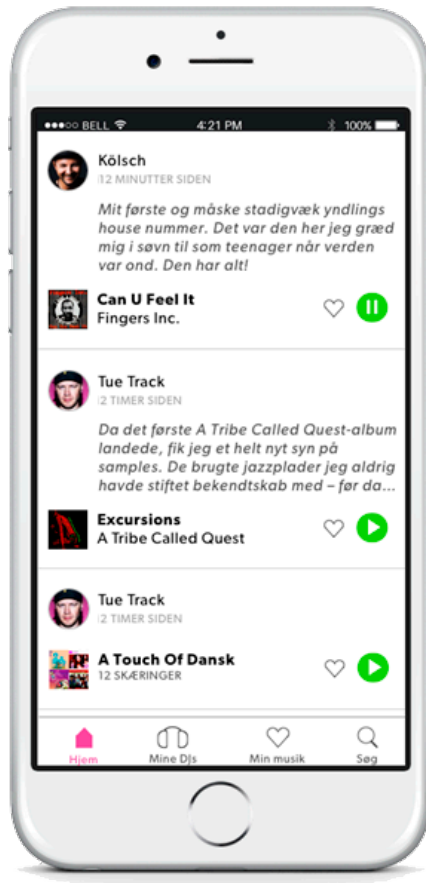 ●●●○○ BELL 4:21 PM 100%
Kölsch
12 MINUTTER SIDEN
Mit første og måske stadigvæk yndlings
house nummer. Det var den her jeg græd
mig i søvn til som teenager når verden
var ond. Den har alt!
Can U Feel It
Fingers Inc.
Tue Track
2 TIMER SIDEN
Da det første A Tribe Called Quest-album
landede, fik jeg et helt nyt syn på
samples. De brugte jazzplader jeg aldrig
havde stiftet bekendtskab med – før da...
Excursions
A Tribe Called Quest
Tue Track
2 TIMER SIDEN
A Touch Of Dansk
12 SKÆRINGER
Hjem Mine DJs Min musik Søg